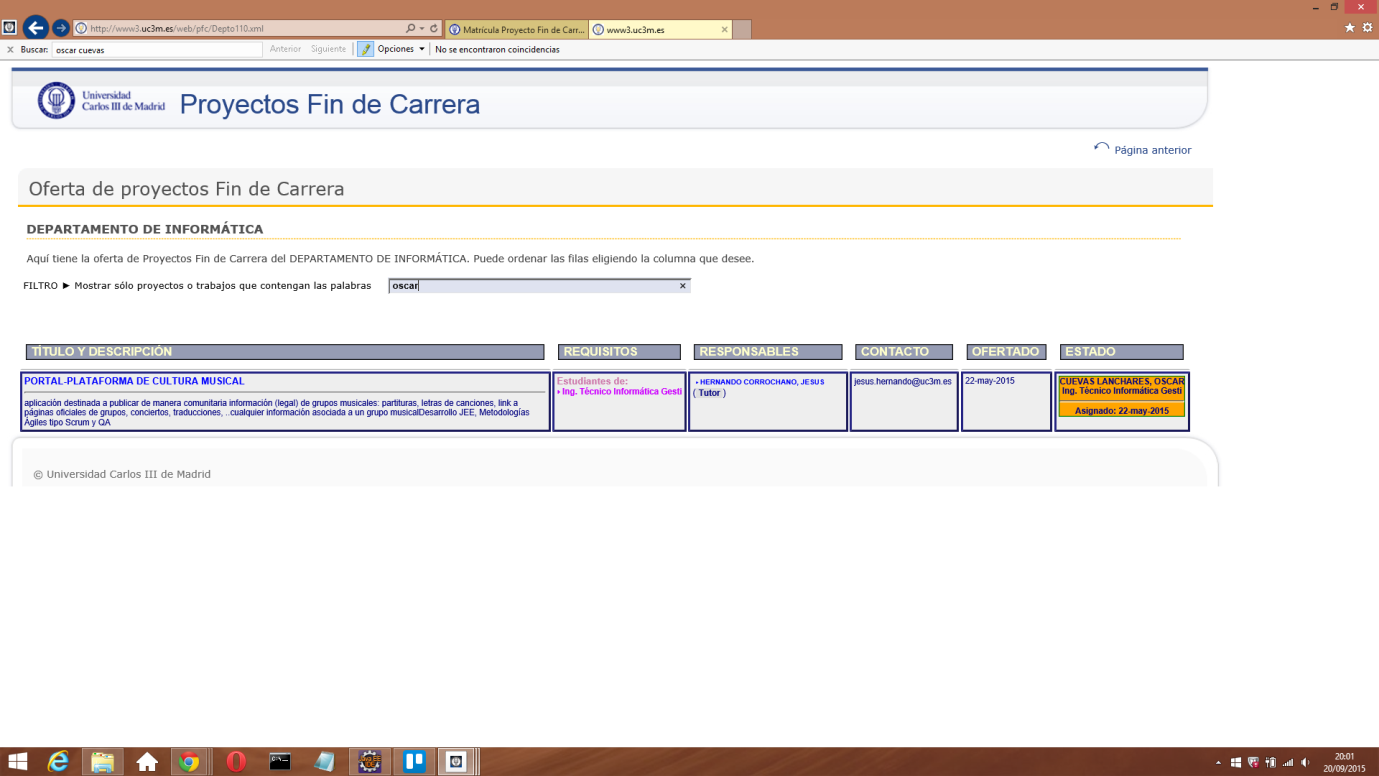 http://www3.uc3m.es/web/pfc/Depto110.xml
Matrícula Proyecto Fin de Carr...
www3.uc3m.es
Buscar: oscar cuevas Anterior Siguiente Opciones No se encontraron coincidencias
Universidad
Carlos III de Madrid
Proyectos Fin de Carrera
Página anterior
Oferta de proyectos Fin de Carrera
DEPARTAMENTO DE INFORMÁTICA
Aquí tiene la oferta de Proyectos Fin de Carrera del DEPARTAMENTO DE INFORMÁTICA. Puede ordenar las filas eligiendo la columna que desee.
FILTRO ► Mostrar sólo proyectos o trabajos que contengan las palabras oscar
TÍTULO Y DESCRIPCIÓN REQUISITOS RESPONSABLES CONTACTO OFERTADO ESTADO
PORTAL-PLATAFORMA DE CULTURA MUSICAL
aplicación destinada a publicar de manera comunitaria información (legal) de grupos musicales: partituras, letras de canciones, link a
páginas oficiales de grupos, conciertos, traducciones, ..cualquier información asociada a un grupo musicalDesarrollo JEE, Metodologías
Ágiles tipo Scrum y QA
Estudiantes de:
Ing. Técnico Informática Gesti
HERNANDO CORROCHANO, JESUS
( Tutor )
jesus.hernando@uc3m.es
22-may-2015
CUEVAS LANCHARES, OSCAR
Ing. Técnico Informática Gesti
Asignado: 22-may-2015
© Universidad Carlos III de Madrid
20:01
20/09/2015